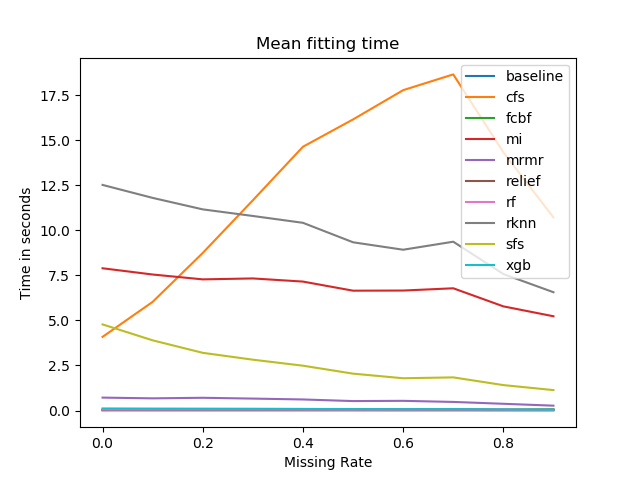 Mean fitting time
Time in seconds
17.5
15.0
12.5
10.0
7.5
5.0
2.5
0.0
baseline
cfs
fcbf
mi
mrmr
relief
rf
rknn
sfs
xgb
0.0 0.2 0.4 0.6 0.8
Missing Rate